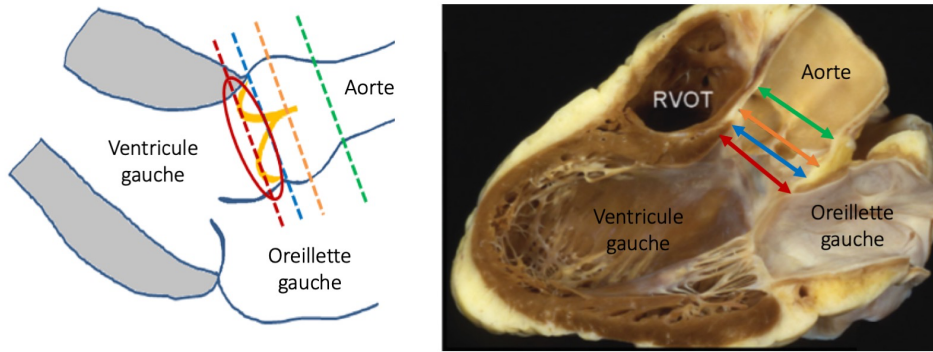 Aorte
Ventricule
gauche
Oreillette
gauche
RVOT
Aorte
Ventricule
gauche
Oreillette
gauche